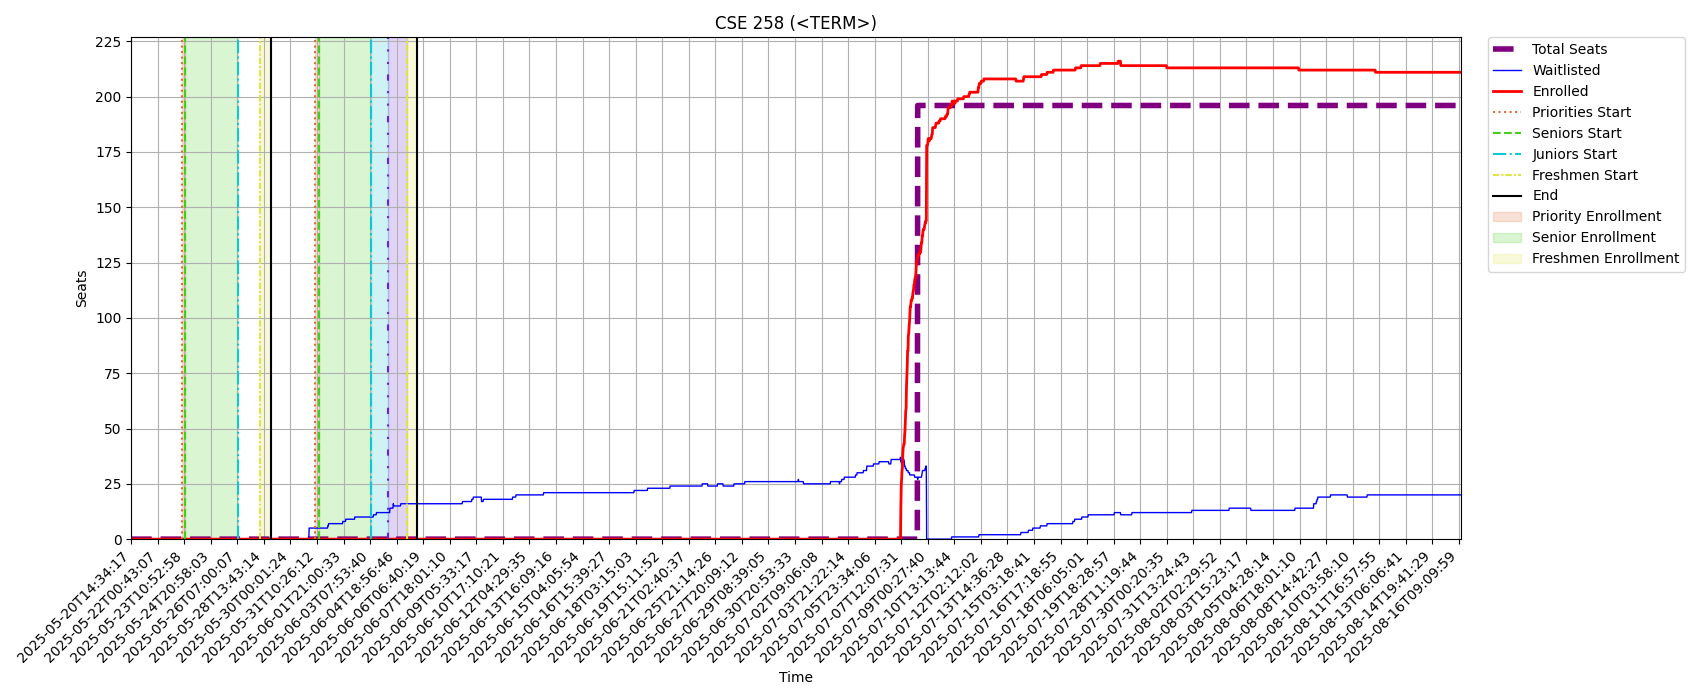 CSE 258 (<TERM>)
225
200
175
150
125
100
75
50
25
0
Seats
2025-05-20T14:34:17
2025-05-22T00:43:07
2025-05-23T10:52:58
2025-05-24T20:58:03
2025-05-26T07:00:07
2025-05-28T13:43:14
2025-05-30T00:01:24
2025-05-31T10:26:12
2025-06-01T21:00:33
2025-06-03T07:53:40
2025-06-04T18:56:46
2025-06-06T06:40:19
2025-06-07T18:01:10
2025-06-09T05:33:17
2025-06-10T17:10:21
2025-06-12T04:29:35
2025-06-13T16:09:16
2025-06-15T04:05:54
2025-06-16T15:39:27
2025-06-18T03:15:03
2025-06-19T15:11:52
2025-06-21T02:40:37
2025-06-25T21:14:26
2025-06-27T20:09:12
2025-06-29T08:39:05
2025-06-30T20:53:33
2025-07-02T09:06:08
2025-07-03T21:22:14
2025-07-05T23:34:06
2025-07-07T12:07:31
2025-07-09T00:27:40
2025-07-10T13:13:44
2025-07-12T02:12:02
2025-07-13T14:36:28
2025-07-15T03:18:41
2025-07-16T17:18:55
2025-07-18T06:05:01
2025-07-19T18:28:57
2025-07-28T11:19:44
2025-07-30T00:20:35
2025-07-31T13:24:43
2025-08-02T02:29:52
2025-08-03T15:23:17
2025-08-05T04:28:14
2025-08-06T18:01:10
2025-08-08T14:42:27
2025-08-10T03:58:10
2025-08-11T16:57:55
2025-08-13T06:06:41
2025-08-14T19:41:29
2025-08-16T09:09:59
Time
Total Seats
Waitlisted
Enrolled
Priorities Start
Seniors Start
Juniors Start
Freshmen Start
End
Priority Enrollment
Senior Enrollment
Freshmen Enrollment